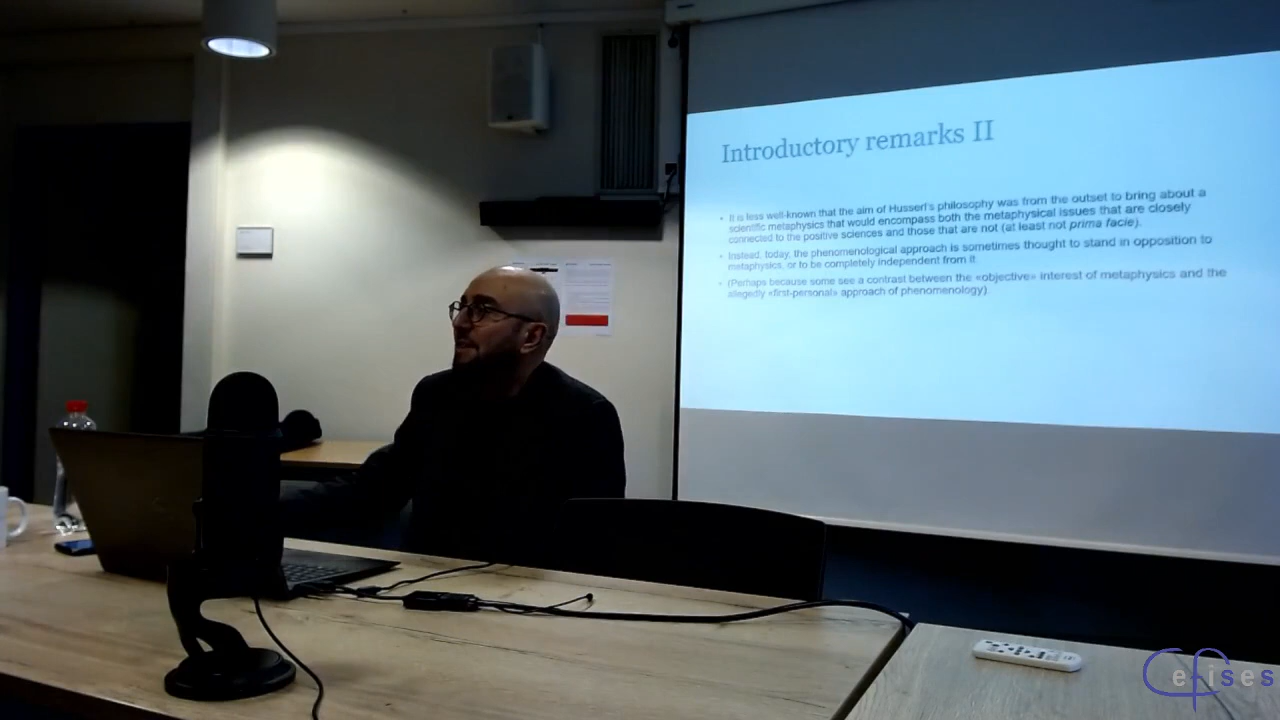 Introductory remarks II
• It is less well-known that the aim of Husserl's philosophy was from the outset to bring about a
scientific metaphysics that would encompass both the metaphysical issues that are closely
connected to the positive sciences and those that are not (at least not prima facie).
• Instead, today, the phenomenological approach is sometimes thought to stand in opposition to
metaphysics, or to be completely independent from it.
• (Perhaps because some see a contrast between the «objective» interest of metaphysics and the
allegedly «first-personal» approach of phenomenology).
Cefises